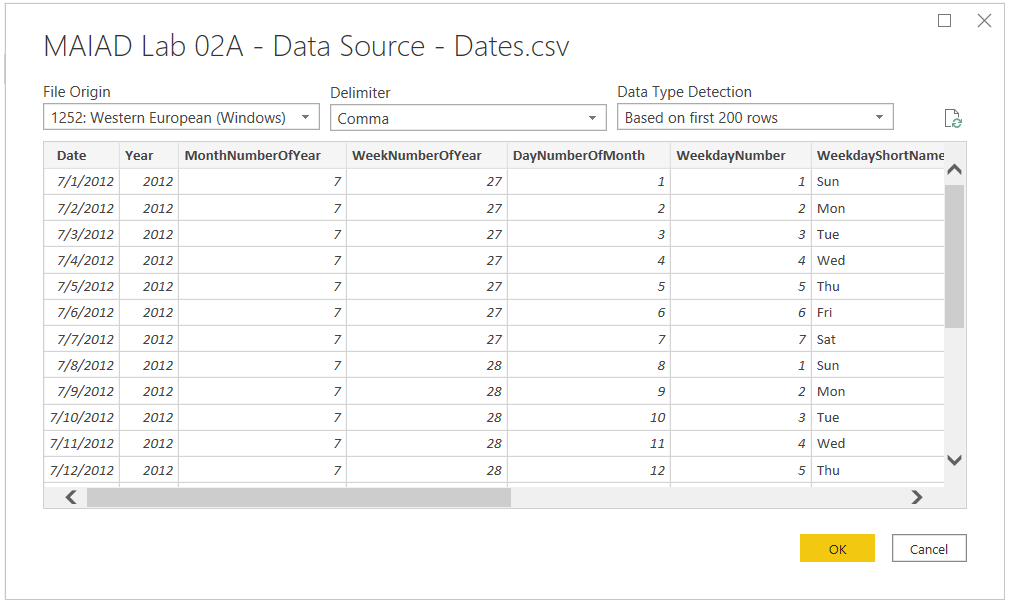 MAIAD Lab 02A - Data Source - Dates.csv
File Origin Delimiter Data Type Detection
1252: Western European (Windows) Comma Based on first 200 rows
Date Year MonthNumberOfYear WeekNumberOfYear DayNumberOfMonth WeekdayNumber WeekdayShortName
7/1/2012 2012 7 27 1 1 Sun
7/2/2012 2012 7 27 2 2 Mon
7/3/2012 2012 7 27 3 3 Tue
7/4/2012 2012 7 27 4 4 Wed
7/5/2012 2012 7 27 5 5 Thu
7/6/2012 2012 7 27 6 6 Fri
7/7/2012 2012 7 27 7 7 Sat
7/8/2012 2012 7 28 8 1 Sun
7/9/2012 2012 7 28 9 2 Mon
7/10/2012 2012 7 28 10 3 Tue
7/11/2012 2012 7 28 11 4 Wed
7/12/2012 2012 7 28 12 5 Thu
OK Cancel